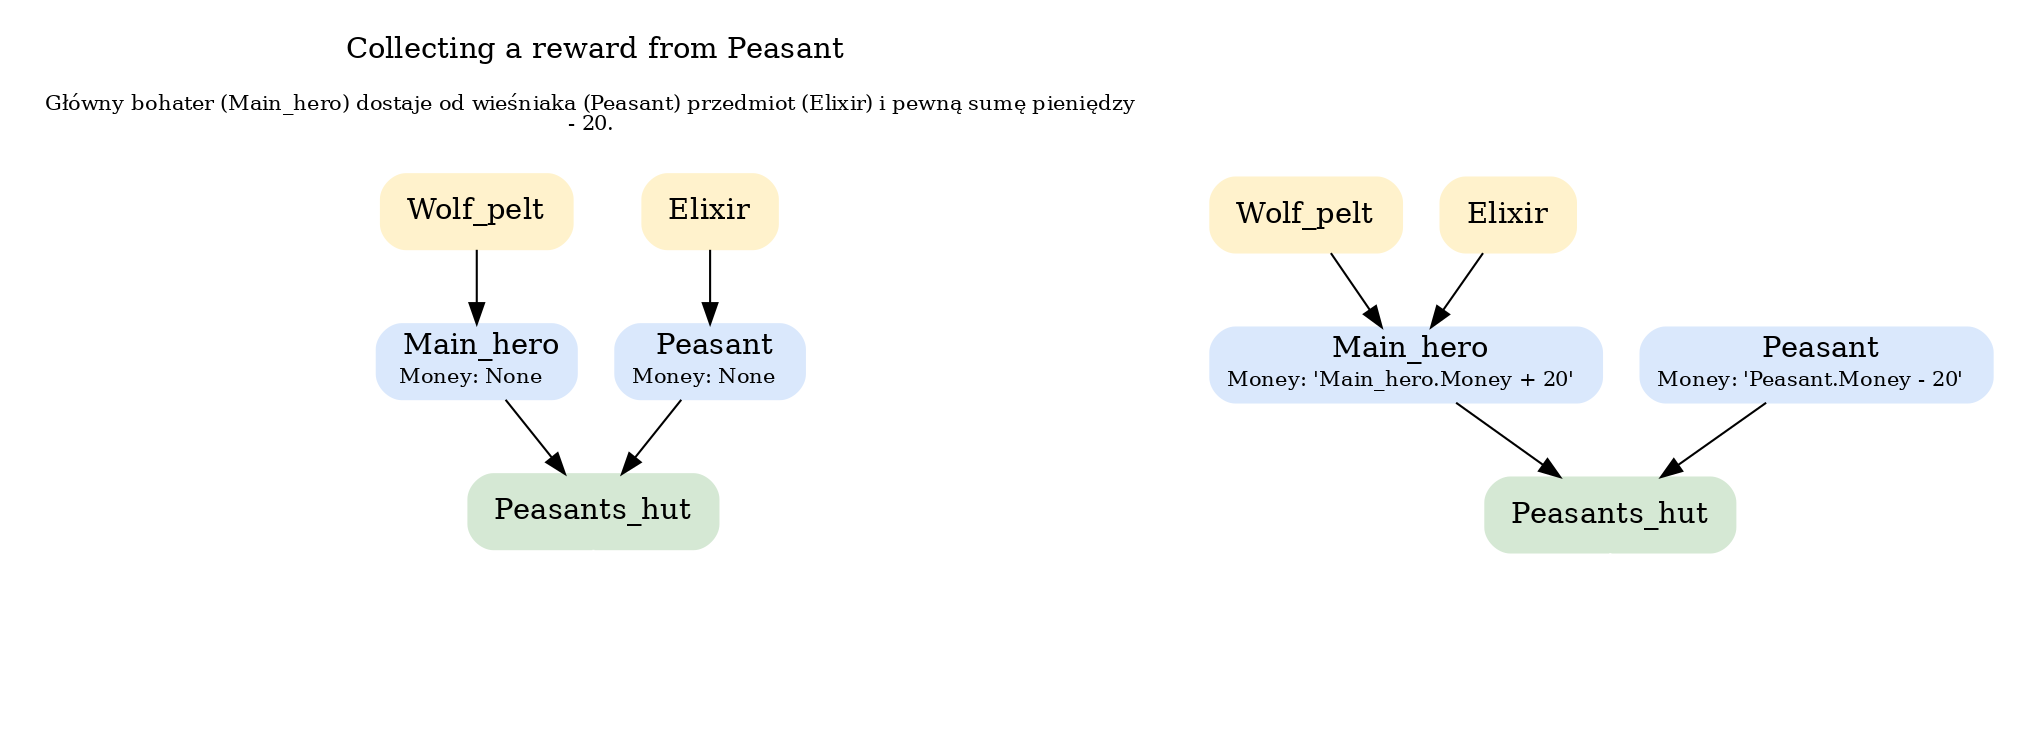 Collecting a reward from Peasant
Główny bohater (Main_hero) dostaje od wieśniaka (Peasant) przedmiot (Elixir) i pewną sumę pieniędzy
- 20.
Wolf_pelt
Elixir
Main_hero
Money: None
Peasant
Money: None
Peasants_hut
Wolf_pelt
Elixir
Main_hero
Money: 'Main_hero.Money + 20'
Peasant
Money: 'Peasant.Money - 20'
Peasants_hut